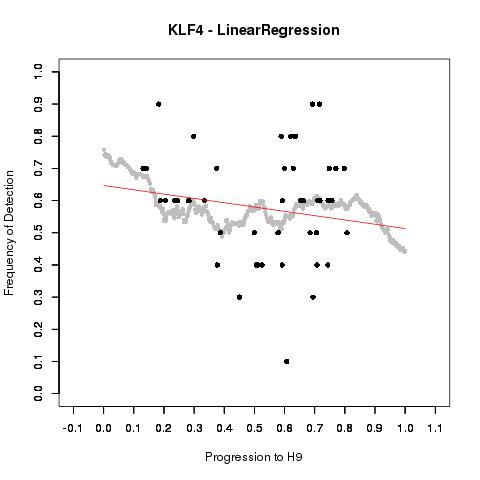 KLF4 - LinearRegression
Frequency of Detection
1.0
0.9
0.8
0.7
0.6
0.5
0.4
0.3
0.2
0.1
0.0
-0.1 0.0 0.1 0.2 0.3 0.4 0.5 0.6 0.7 0.8 0.9 1.0 1.1
Progression to H9